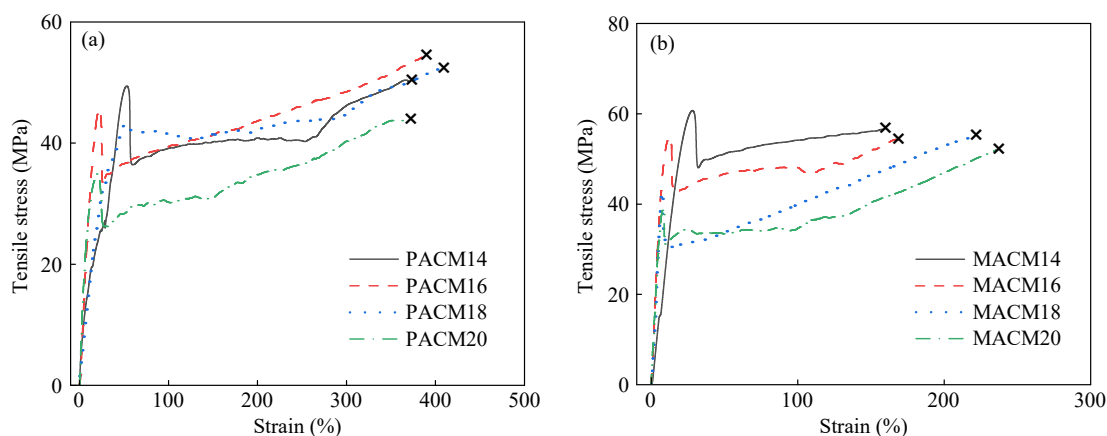 (a)
Tensile stress (MPa)
60
40
20
0
0
100
200
300
400
500
Strain (%)
PACM14
PACM16
PACM18
PACM20
(b)
Tensile stress (MPa)
80
60
40
20
0
0
100
200
300
Strain (%)
MACM14
MACM16
MACM18
MACM20